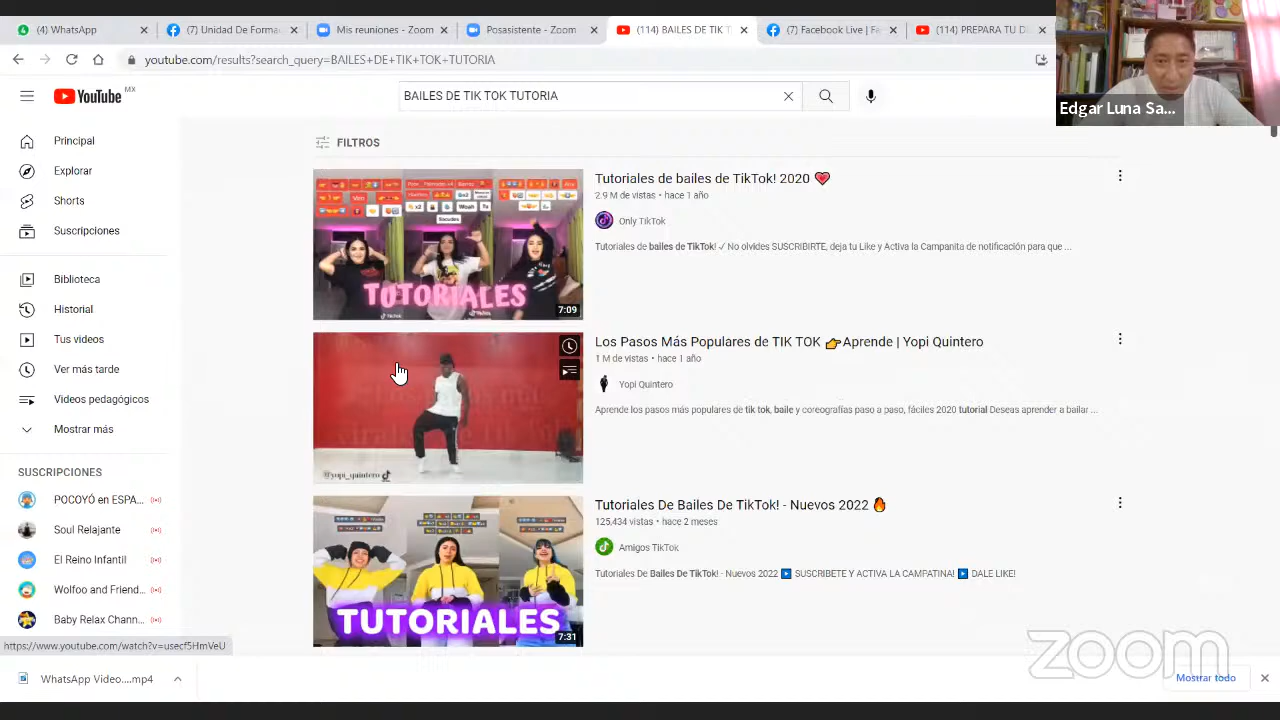 (4) WhatsApp
(7) Unidad De Forma
Mis reuniones - Zoom
Posasistente - Zoom
(114) BAILES DE TIK T
(7) Facebook Live | Fa
(114) PREPARA TU D
youtube.com/results?search_query=BAILES+DE+TIK+TOK+TUTORIA
Edgar Luna Sa...
YouTube MX
BAILES DE TIK TOK TUTORIA
Principal
Explorar
Shorts
Suscripciones
Biblioteca
Historial
Tus videos
Ver más tarde
Videos pedagógicos
Mostrar más
SUSCRIPCIONES
POCOYÓ en ESPA...
El Reino Infantil
Wolfoo and Friend...
Baby Relax Chann...
FILTROS
TUTORIALES
TikTok
7:09
Tutoriales de bailes de TikTok! 2020 ❤
2.9 M de vistas • hace 1 año
Only TikTok
Tutoriales de bailes de TikTok! ✓ No olvides SUSCRIBIRTE, deja tu Like y Activa la Campanita de notificación para que ...
@yopi_quintero
Los Pasos Más Populares de TIK TOK 👉Aprende | Yopi Quintero
1 M de vistas • hace 1 año
Yopi Quintero
Aprende los pasos más populares de tik tok, baile y coreografías paso a paso, fáciles 2020 tutorial Deseas aprender a bailar ...
TUTORIALES
7:31
Tutoriales De Bailes De TikTok! - Nuevos 2022 🔥
125,434 vistas • hace 2 meses
Amigos TikTok
Tutoriales De Bailes De TikTok! - Nuevos 2022 ▶ SUSCRIBETE Y ACTIVA LA CAMPATINA! ▶ DALE LIKE!
https://www.youtube.com/watch?v=usecf5HmVeU
zoom
WhatsApp Video....mp4
Mostrar todo